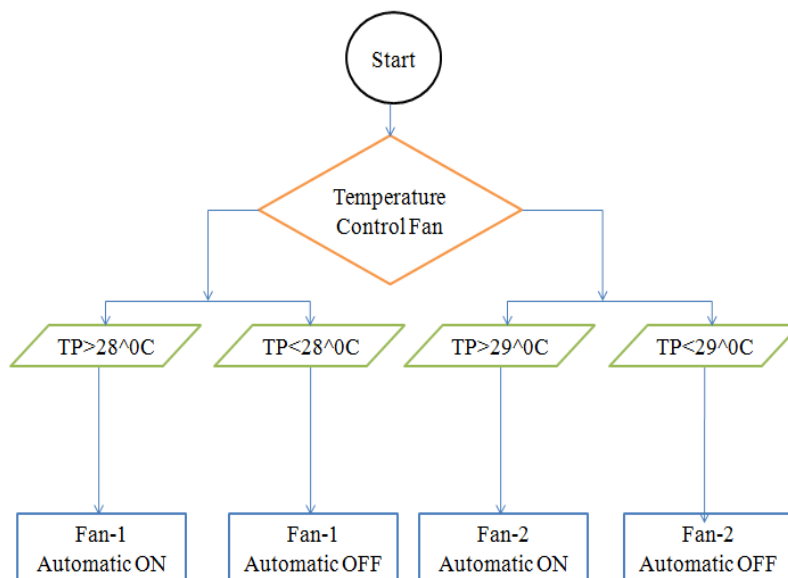 Start
Temperature
Control Fan
TP>28^0C
TP<28^0C
TP>29^0C
TP<29^0C
Fan-1
Automatic ON
Fan-1
Automatic OFF
Fan-2
Automatic ON
Fan-2
Automatic OFF